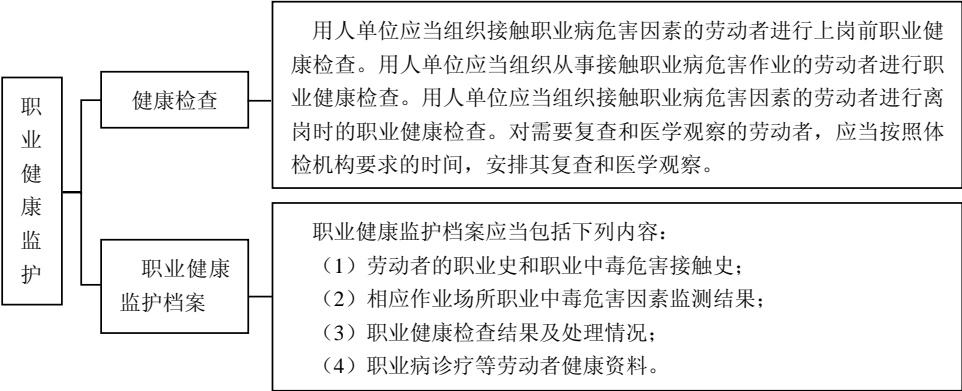 职业健康监护
健康检查
用人单位应当组织接触职业病危害因素的劳动者进行上岗前职业健
康检查。用人单位应当组织从事接触职业病危害作业的劳动者进行职
业健康检查。用人单位应当组织接触职业病危害因素的劳动者进行离
岗时的职业健康检查。对需要复查和医学观察的劳动者，应当按照体
检机构要求的时间，安排其复查和医学观察。
职业健康
监护档案
职业健康监护档案应当包括下列内容：
（1）劳动者的职业史和职业中毒危害接触史；
（2）相应作业场所职业中毒危害因素监测结果；
（3）职业健康检查结果及处理情况；
（4）职业病诊疗等劳动者健康资料。